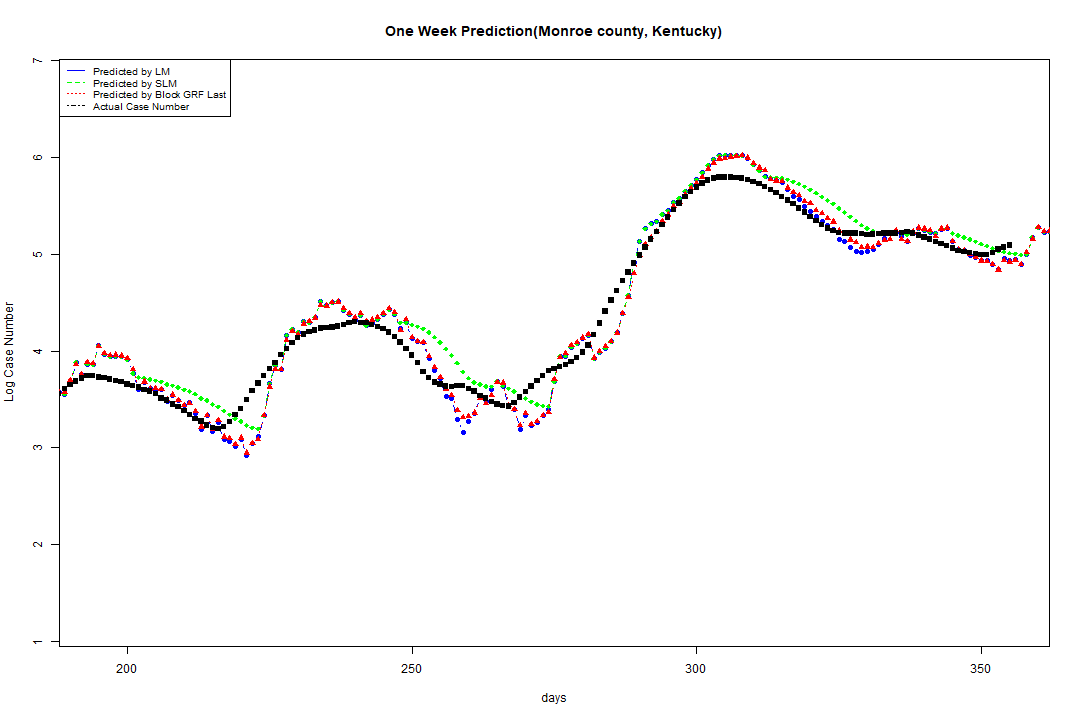 One Week Prediction(Monroe county, Kentucky)
7
Predicted by LM
Predicted by SLM
Predicted by Block GRF Last
Actual Case Number
6
5
4
3
2
1
Log Case Number
200
250
300
350
days